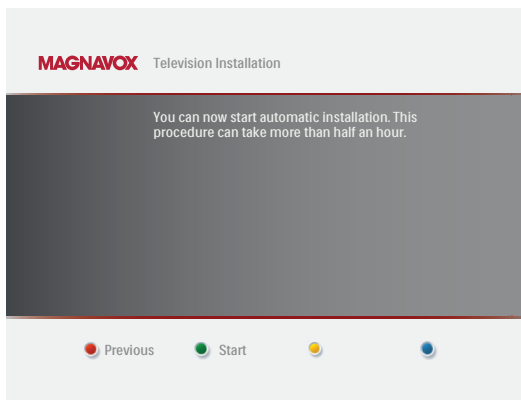 MAGNAVOX Television Installation
You can now start automatic installation. This
procedure can take more than half an hour.
Previous Start